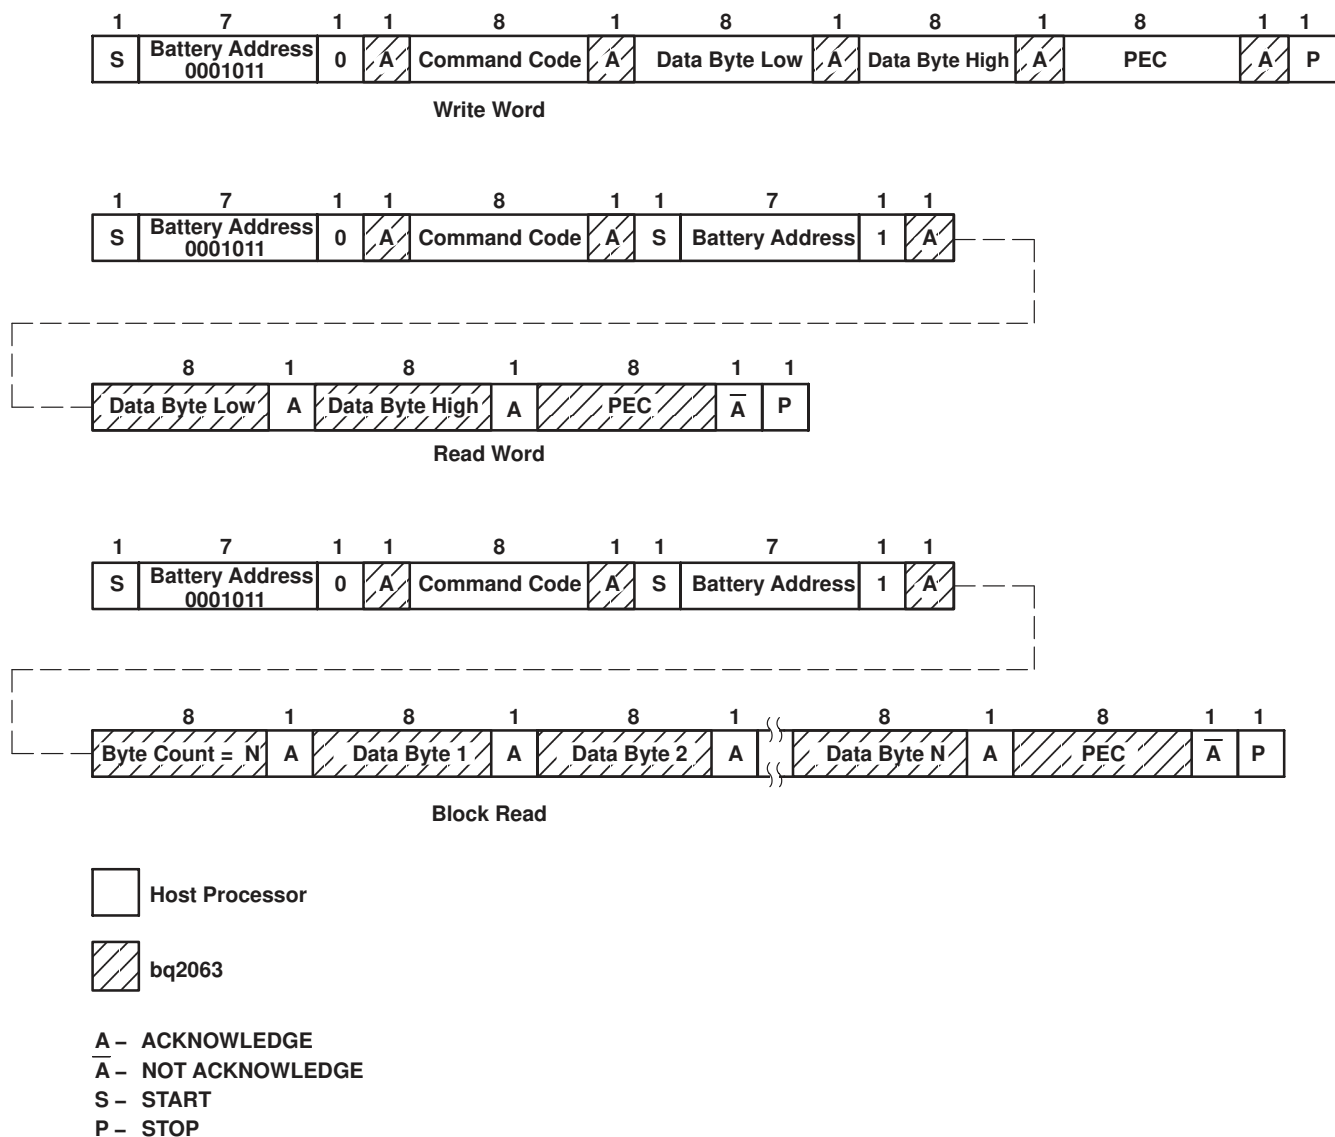 1 7 1 1 8 1 8 1 8 1 8 1 1
S Battery Address 0 A Command Code A Data Byte Low A Data Byte High A PEC A P
0001011
Write Word
1 7 1 1 8 1 1 7 1 1
S Battery Address 0 A Command Code A S Battery Address 1 A
0001011
8 1 8 1 8 1 1
Data Byte Low A Data Byte High A PEC A̅ P
Read Word
1 7 1 1 8 1 1 7 1 1
S Battery Address 0 A Command Code A S Battery Address 1 A
0001011
8 1 8 1 8 1 8 1 8 1 1
Byte Count = N A Data Byte 1 A Data Byte 2 A Data Byte N A PEC A̅ P
Block Read
Host Processor
bq2063
A – ACKNOWLEDGE
A̅ – NOT ACKNOWLEDGE
S – START
P – STOP